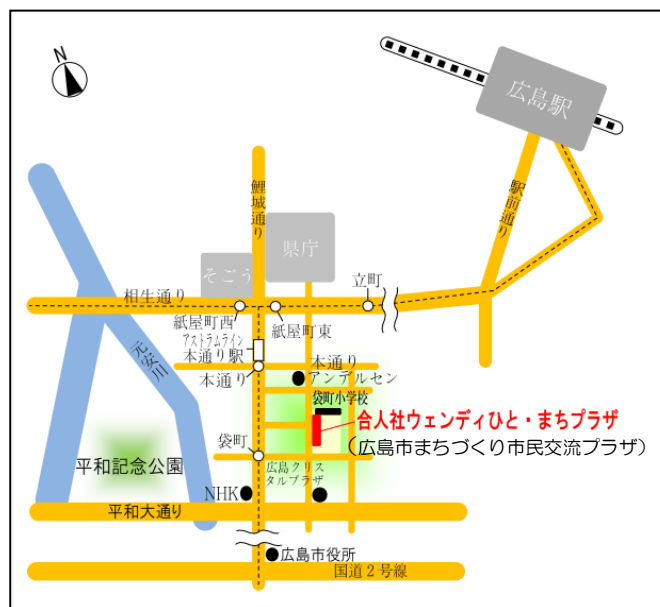 N
広島駅
鯉城通り
県庁
駅前通り
そごう
立町
相生通り
紙屋町西
紙屋町東
アストラムライン
本通り駅
本通り
本通り
アンデルセン
元安川
袋町小学校
合人社ウェンディひと・まちプラザ
(広島市まちづくり市民交流プラザ)
袋町
平和記念公園
広島クリス
タルプラザ
NHK
平和大通り
広島市役所
国道2号線